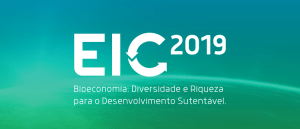 EIC 2019
Bioeconomia: Diversidade e Riqueza
para o Desenvolvimento Sutentável.